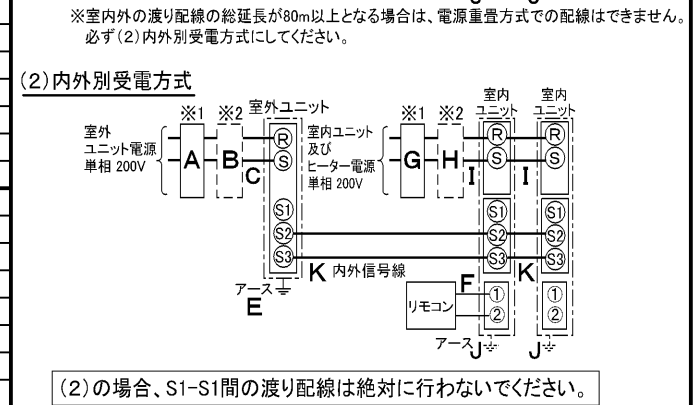 ※室内外の渡り配線の総延長が80m以上となる場合は、電源重畳方式での配線はできません。
必ず(2)内外別受電方式にしてください。
(2)内外別受電方式
※1 ※2 室外ユニット
室外
ユニット電源
単相 200V
A B C
R
S
S1
S2
S3
アース
E
室内ユニット
及び
ヒーター電源
単相 200V
※1 ※2
G H I I
室内
ユニット
室内
ユニット
R R
S S
S1 S1
S2 S2
S3 S3
K 内外信号線 K
リモコン F
① ①
② ②
アース J J
(2)の場合、S1-S1間の渡り配線は絶対に行わないでください。